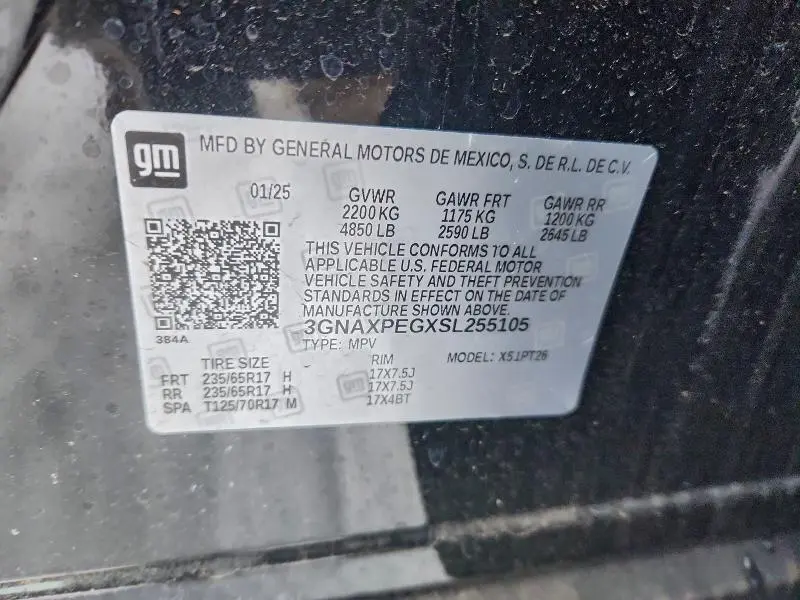 gm
MFD BY GENERAL MOTORS DE MEXICO, S. DE R.L. DE C.V.
01/25 GVWR GAWR FRT GAWR RR
2200 KG 1175 KG 1200 KG
4850 LB 2590 LB 2645 LB
THIS VEHICLE CONFORMS TO ALL
APPLICABLE U.S. FEDERAL MOTOR
VEHICLE SAFETY AND THEFT PREVENTION
STANDARDS IN EFFECT ON THE DATE OF
MANUFACTURE SHOWN ABOVE.
384A
3GNAXPEGXSL255105
TYPE: MPV MODEL: X51PT26
TIRE SIZE RIM
FRT 235/65R17 H 17X7.5J
RR 235/65R17 H 17X7.5J
SPA T125/70R17 M 17X4BT